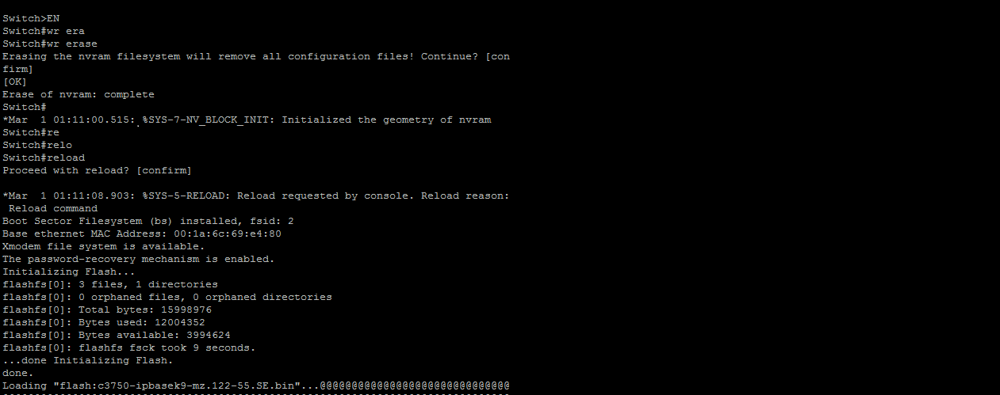 Switch>EN
Switch#wr era
Switch#wr erase
Erasing the nvram filesystem will remove all configuration files! Continue? [con
firm]
[OK]
Erase of nvram: complete
Switch#
*Mar  1 01:11:00.515: %SYS-7-NV_BLOCK_INIT: Initialized the geometry of nvram
Switch#re
Switch#relo
Switch#reload
Proceed with reload? [confirm]

*Mar  1 01:11:08.903: %SYS-5-RELOAD: Reload requested by console. Reload reason:
 Reload command
Boot Sector Filesystem (bs) installed, fsid: 2
Base ethernet MAC Address: 00:1a:6c:69:e4:80
Xmodem file system is available.
The password-recovery mechanism is enabled.
Initializing Flash...
flashfs[0]: 3 files, 1 directories
flashfs[0]: 0 orphaned files, 0 orphaned directories
flashfs[0]: Total bytes: 15998976
flashfs[0]: Bytes used: 12004352
flashfs[0]: Bytes available: 3994624
flashfs[0]: flashfs fsck took 9 seconds.
...done Initializing Flash.
done.
Loading "flash:c3750-ipbasek9-mz.122-55.SE.bin"...@@@@@@@@@@@@@@@@@@@@@@@@@@@@@@